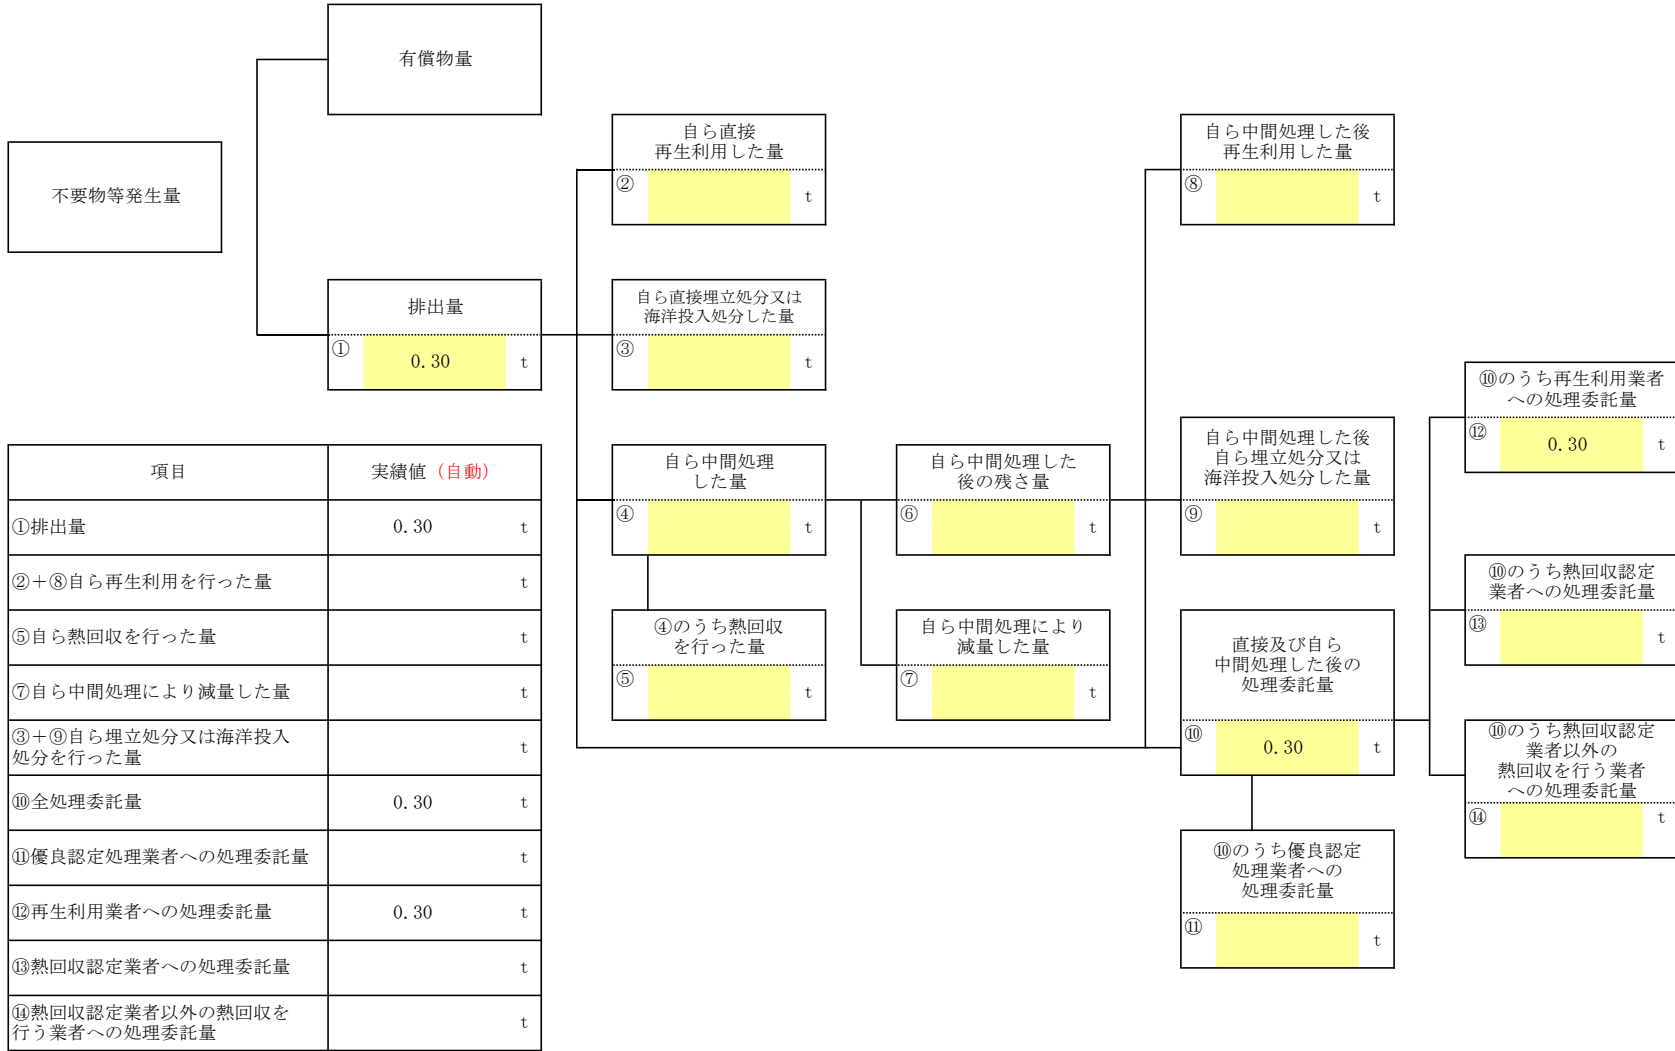 有償物量
不要物等発生量
排出量
① 0.30 t
自ら直接
再生利用した量
② t
自ら直接埋立処分又は
海洋投入処分した量
③ t
自ら中間処理
した量
④ t
④のうち熱回収
を行った量
⑤ t
自ら中間処理した
後の残さ量
⑥ t
自ら中間処理により
減量した量
⑦ t
自ら中間処理した後
再生利用した量
⑧ t
自ら中間処理した後
自ら埋立処分又は
海洋投入処分した量
⑨ t
直接及び自ら
中間処理した後の
処理委託量
⑩ 0.30 t
⑩のうち優良認定
処理業者への
処理委託量
⑪ t
⑩のうち再生利用業者
への処理委託量
⑫ 0.30 t
⑩のうち熱回収認定
業者への処理委託量
⑬ t
⑩のうち熱回収認定
業者以外の
熱回収を行う業者
への処理委託量
⑭ t
項目 実績値（自動）
①排出量 0.30 t
②＋⑧自ら再生利用を行った量 t
⑤自ら熱回収を行った量 t
⑦自ら中間処理により減量した量 t
③＋⑨自ら埋立処分又は海洋投入
処分を行った量 t
⑩全処理委託量 0.30 t
⑪優良認定処理業者への処理委託量 t
⑫再生利用業者への処理委託量 0.30 t
⑬熱回収認定業者への処理委託量 t
⑭熱回収認定業者以外の熱回収を
行う業者への処理委託量 t